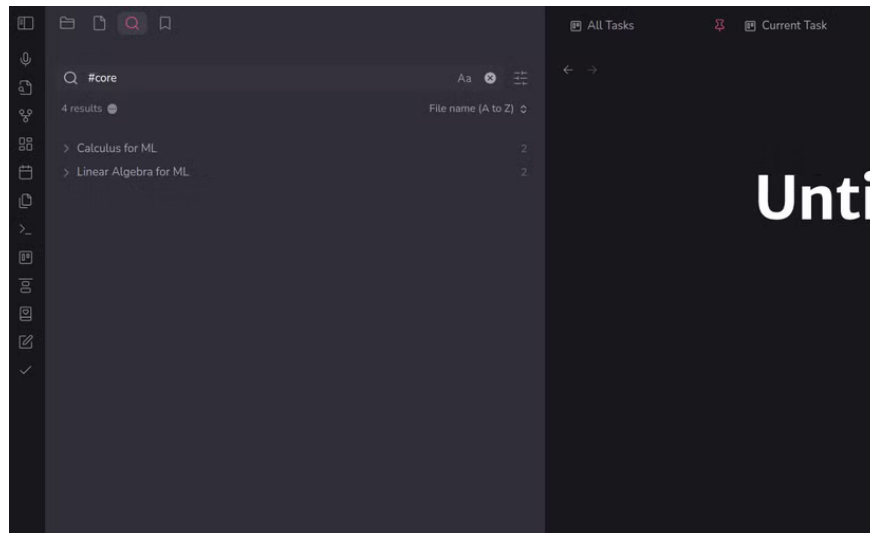 All Tasks
Current Task
#core
Aa
4 results
File name (A to Z)
Calculus for ML
2
Linear Algebra for ML
2
Unti